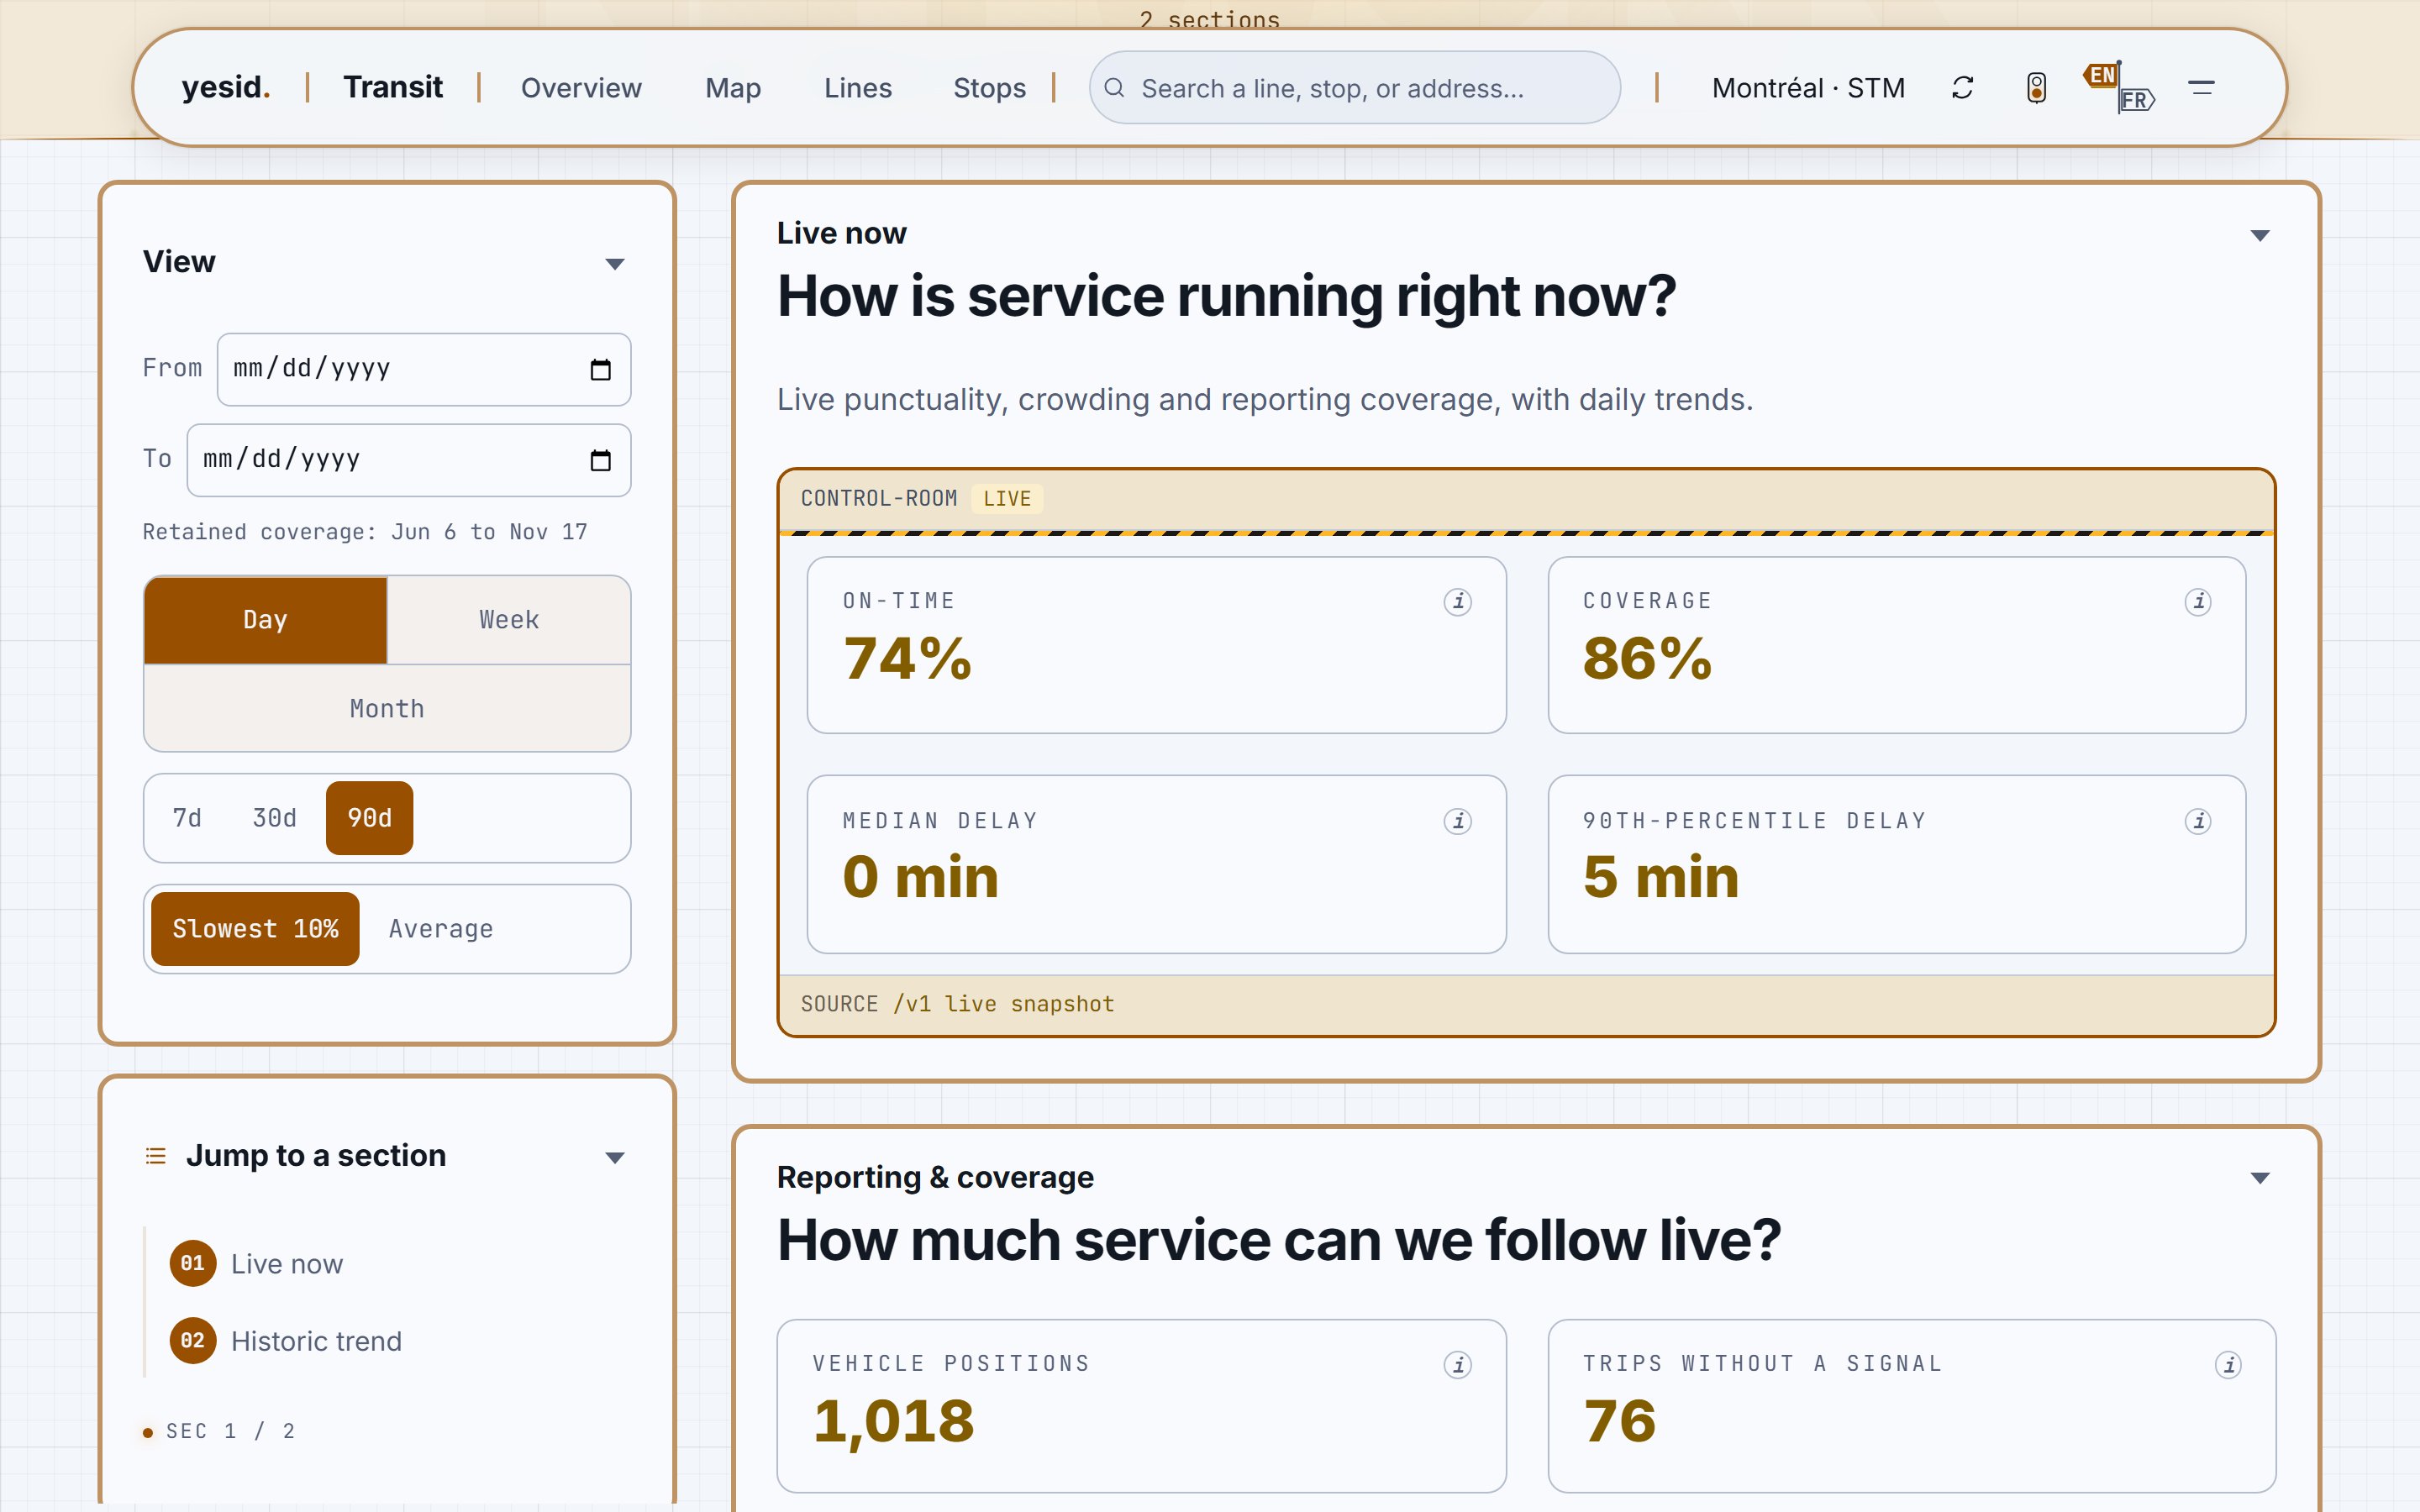 2 sections
yesid. Transit Overview Map Lines Stops Search a line, stop, or address... Montréal · STM EN FR
View
From mm/dd/yyyy
To mm/dd/yyyy
Retained coverage: Jun 6 to Nov 17
Day Week
Month
7d 30d 90d
Slowest 10% Average
Jump to a section
01 Live now
02 Historic trend
SEC 1 / 2
Live now
How is service running right now?
Live punctuality, crowding and reporting coverage, with daily trends.
CONTROL-ROOM LIVE
ON-TIME i
74%
COVERAGE i
86%
MEDIAN DELAY i
0 min
90TH-PERCENTILE DELAY i
5 min
SOURCE /v1 live snapshot
Reporting & coverage
How much service can we follow live?
VEHICLE POSITIONS i
1,018
TRIPS WITHOUT A SIGNAL i
76